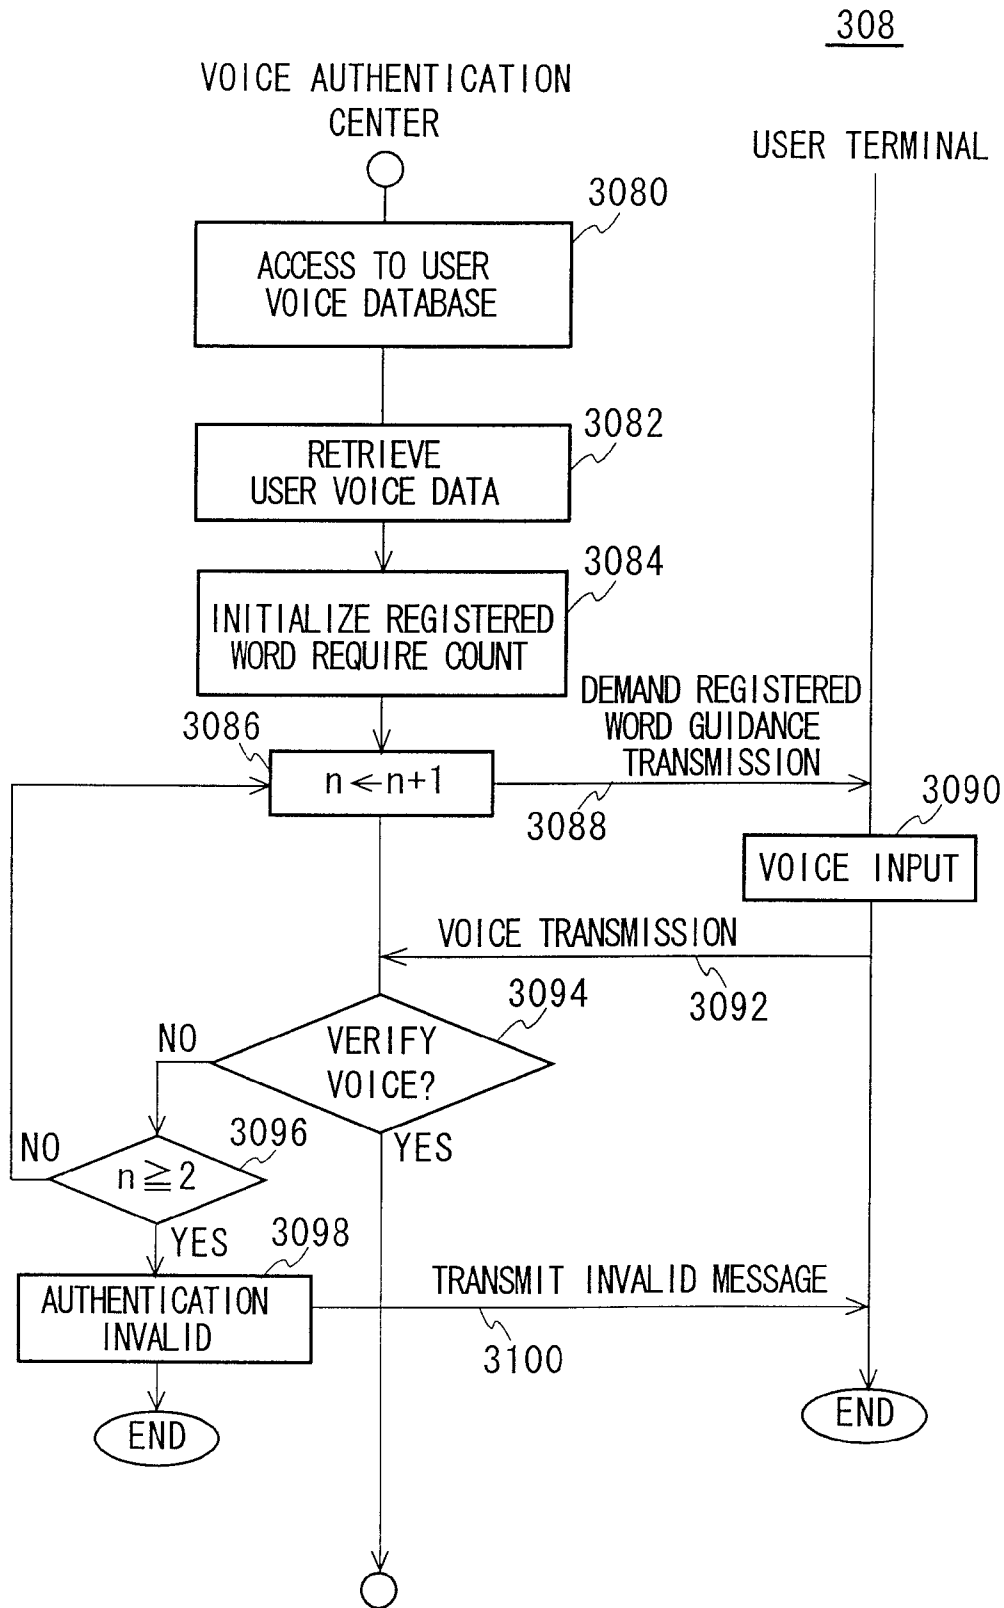 308
VOICE AUTHENTICATION
CENTER
USER TERMINAL
3080
ACCESS TO USER
VOICE DATABASE
3082
RETRIEVE
USER VOICE DATA
3084
INITIALIZE REGISTERED
WORD REQUIRE COUNT
DEMAND REGISTERED
WORD GUIDANCE
TRANSMISSION
3086
n←n+1
3088
3090
VOICE INPUT
VOICE TRANSMISSION
3092
3094
VERIFY
VOICE?
NO
YES
3096
NO
n≧2
YES
3098
AUTHENTICATION
INVALID
TRANSMIT INVALID MESSAGE
3100
END
END